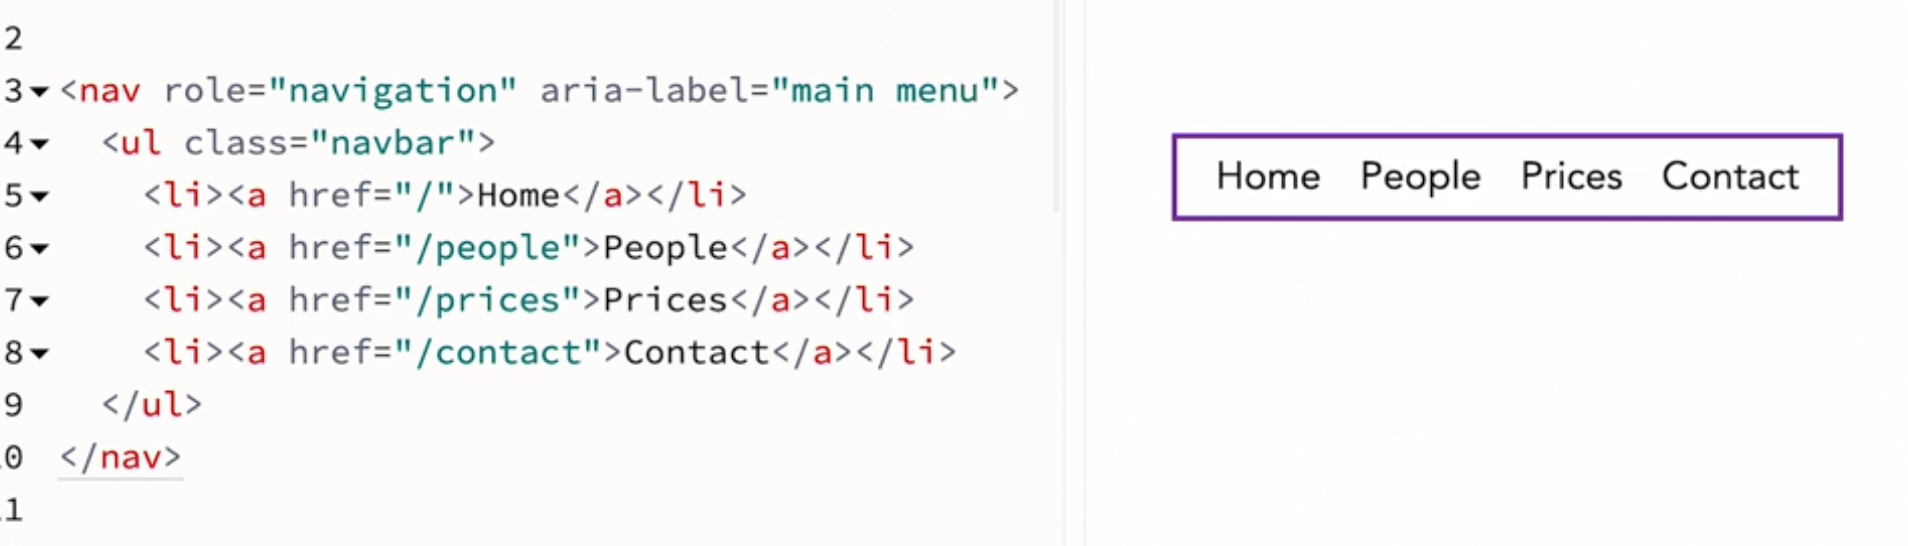 2
3 <nav role="navigation" aria-label="main menu">
4 <ul class="navbar">
5 <li><a href="/">Home</a></li>
6 <li><a href="/people">People</a></li>
7 <li><a href="/prices">Prices</a></li>
8 <li><a href="/contact">Contact</a></li>
9 </ul>
10 </nav>
11
Home People Prices Contact